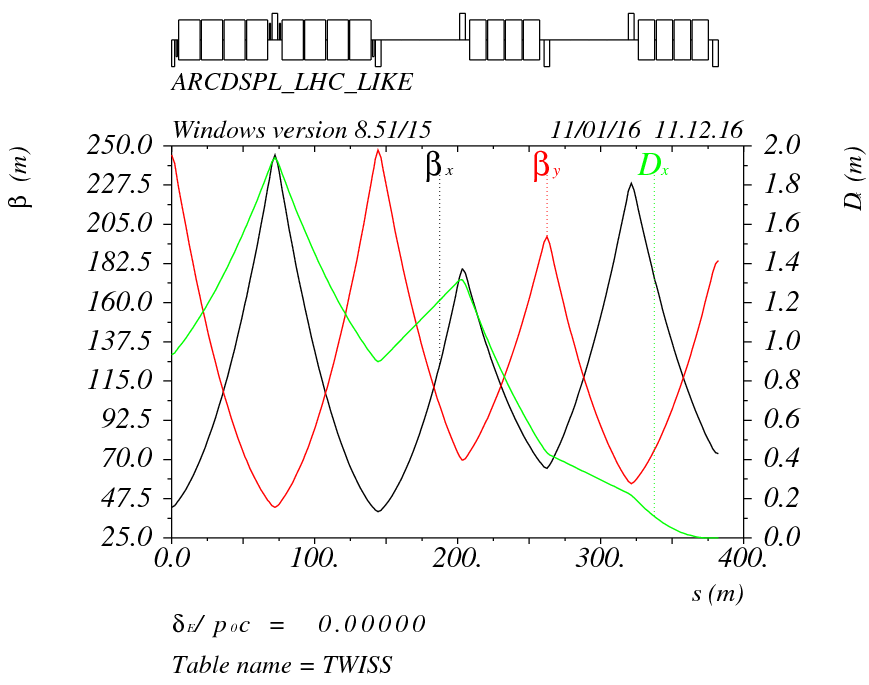 ARCDSPL_LHC_LIKE
Windows version 8.51/15 11/01/16 11.12.16
β (m)
250.0
227.5
205.0
182.5
160.0
137.5
115.0
92.5
70.0
47.5
25.0
βx βy Dx
2.0
1.8
1.6
1.4
1.2
1.0
0.8
0.6
0.4
0.2
0.0
Dx (m)
0.0 100. 200. 300. 400.
s (m)
δE/ p0c = 0.00000
Table name = TWISS